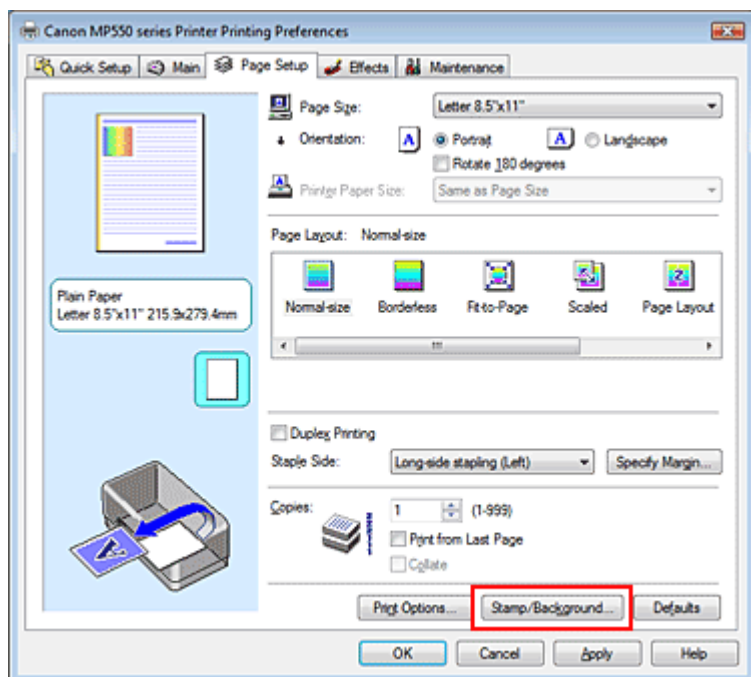 Canon MP550 series Printer Printing Preferences
Quick Setup Main Page Setup Effects Maintenance
Page Size: Letter 8.5"x11"
Orientation: A Portrait A Landscape
Rotate 180 degrees
Printer Paper Size: Same as Page Size
Page Layout: Normal-size
Normal-size Borderless Fit-to-Page Scaled Page Layout
Plain Paper
Letter 8.5"x11" 215.9x279.4mm
Duplex Printing
Staple Side: Long-side stapling (Left) Specify Margin...
Copies: 1 (1-999)
Print from Last Page
Collate
Print Options... Stamp/Background... Defaults
OK Cancel Apply Help